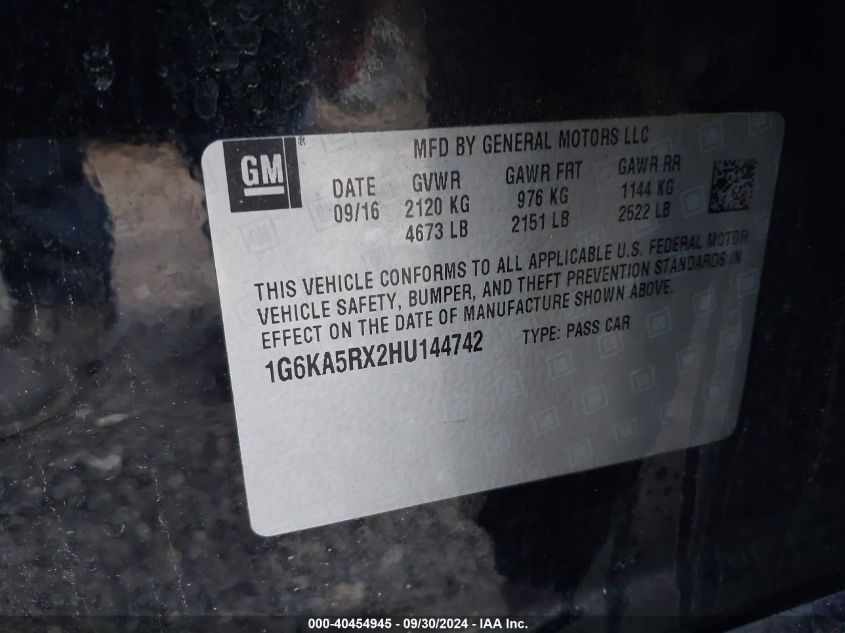 GM ®
MFD BY GENERAL MOTORS LLC
DATE GVWR GAWR FRT GAWR RR
09/16 2120 KG 976 KG 1144 KG
4673 LB 2151 LB 2522 LB
THIS VEHICLE CONFORMS TO ALL APPLICABLE U.S. FEDERAL MOTOR
VEHICLE SAFETY, BUMPER, AND THEFT PREVENTION STANDARDS IN
EFFECT ON THE DATE OF MANUFACTURE SHOWN ABOVE.
1G6KA5RX2HU144742 TYPE: PASS CAR
000-40454945 - 09/30/2024 - IAA Inc.